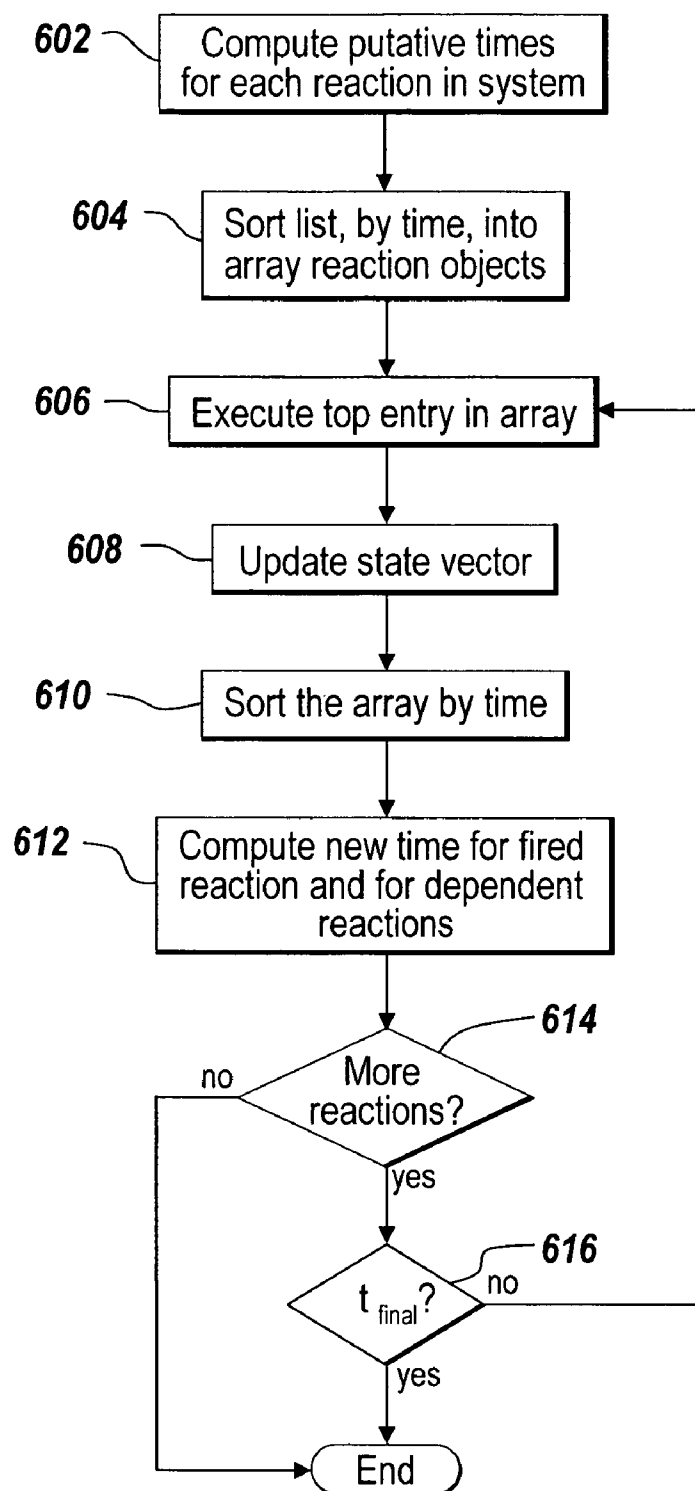 602
Compute putative times
for each reaction in system
604
Sort list, by time, into
array reaction objects
606
Execute top entry in array
608
Update state vector
610
Sort the array by time
612
Compute new time for fired
reaction and for dependent
reactions
614
no
More
reactions?
yes
616
t final?
no
yes
End